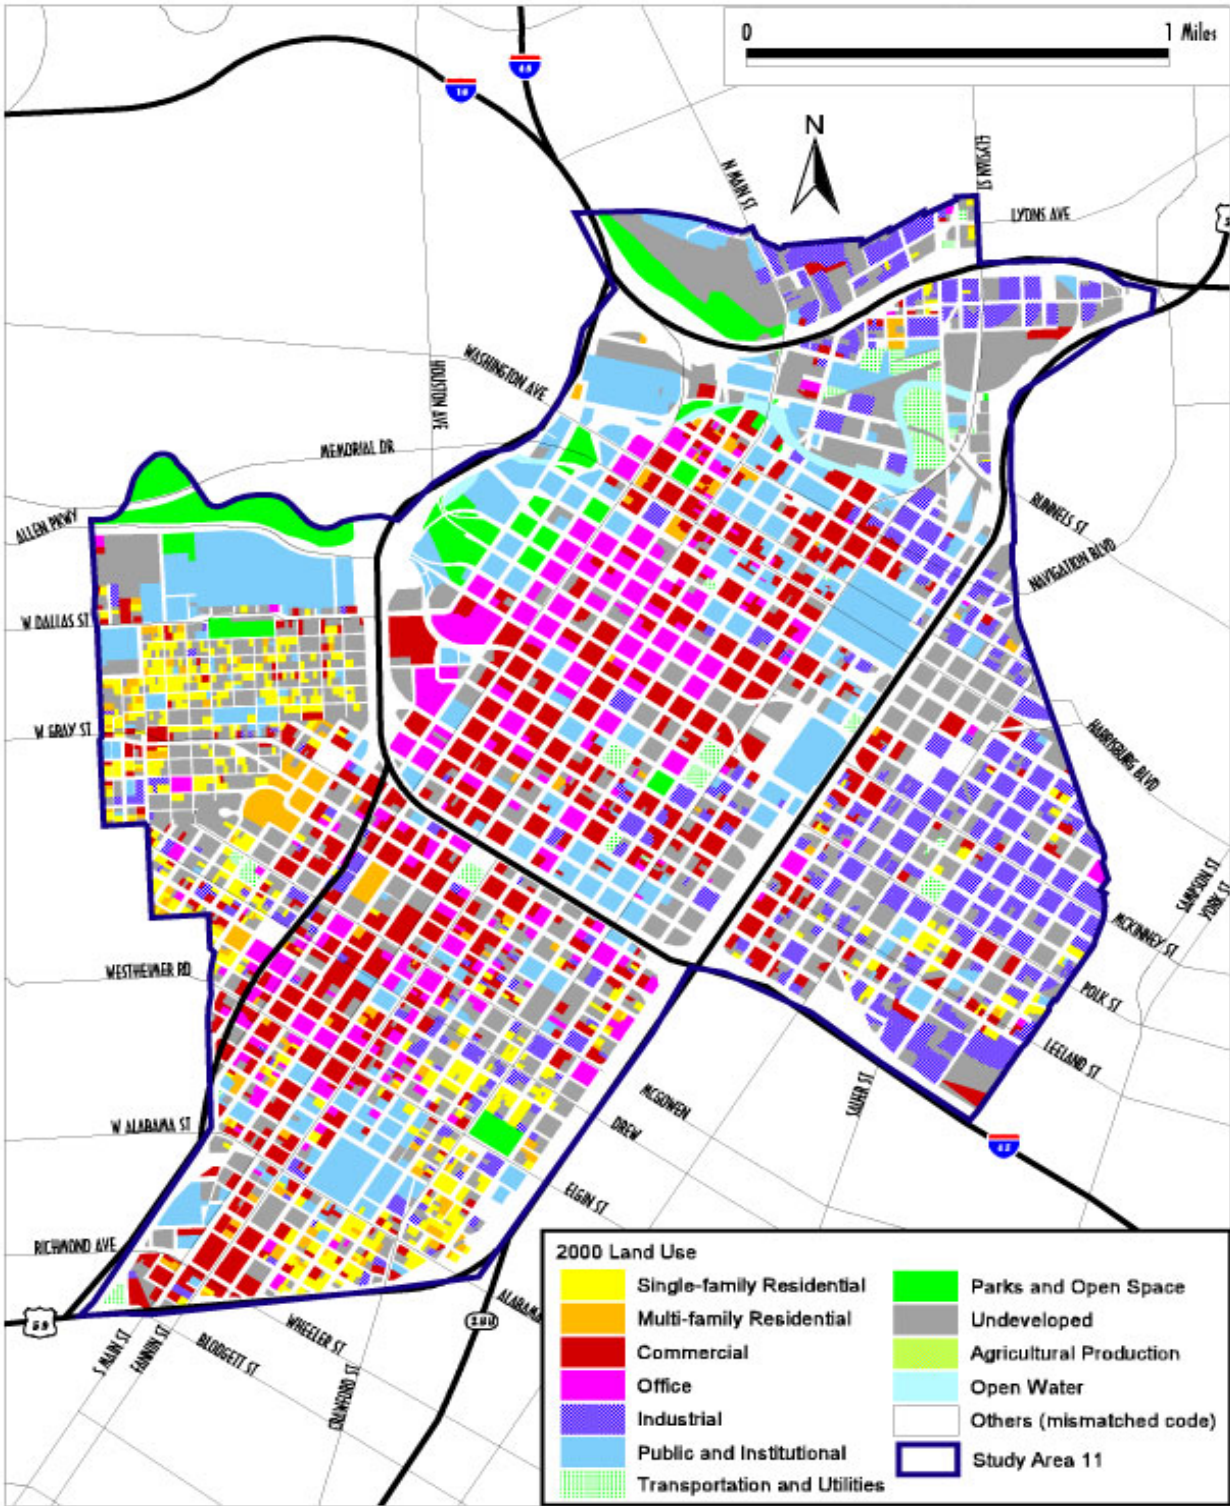 0 1 Miles
45
10
N
N MAIN ST
ELYSIAN ST
LYONS AVE
WASHINGTON AVE
HOUSTON AVE
MEMORIAL DR
ALLEN PKWY
RUNNELS ST
NAVIGATION BLVD
W DALLAS ST
W GRAY ST
HARRYSBURG BLVD
SAMPSON ST
YORK ST
MCKINNEY ST
WESTHEIMER RD
POLK ST
LEELAND ST
SAUER ST
MCGOWEN
DREW
W ALABAMA ST
45
ELGIN ST
RICHMOND AVE
59
ALABAMA
288
WHEELER ST
S MAIN ST
FANNIN ST
BLODGETT ST
CRAWFORD ST
2000 Land Use
Single-family Residential
Multi-family Residential
Commercial
Office
Industrial
Public and Institutional
Transportation and Utilities
Parks and Open Space
Undeveloped
Agricultural Production
Open Water
Others (mismatched code)
Study Area 11